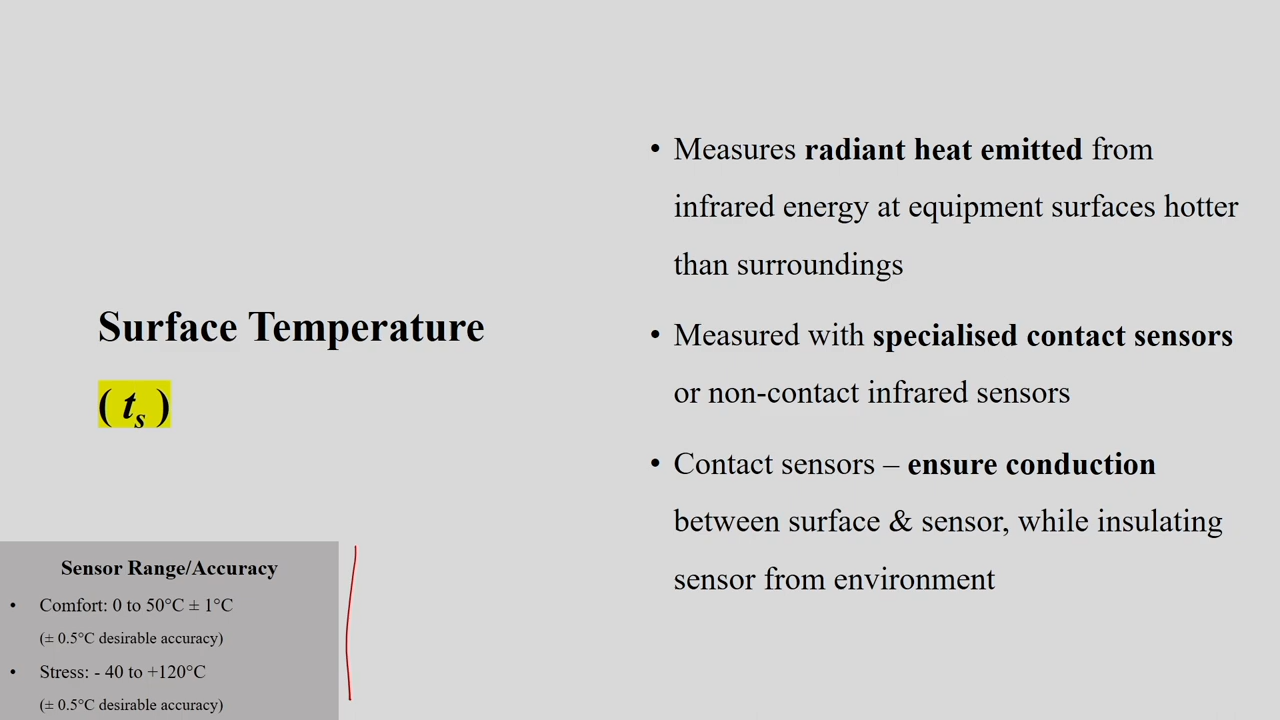 Surface Temperature
( ts )
• Measures radiant heat emitted from
infrared energy at equipment surfaces hotter
than surroundings
• Measured with specialised contact sensors
or non-contact infrared sensors
• Contact sensors – ensure conduction
between surface & sensor, while insulating
sensor from environment
Sensor Range/Accuracy
• Comfort: 0 to 50°C ± 1°C
(± 0.5°C desirable accuracy)
• Stress: - 40 to +120°C
(± 0.5°C desirable accuracy)